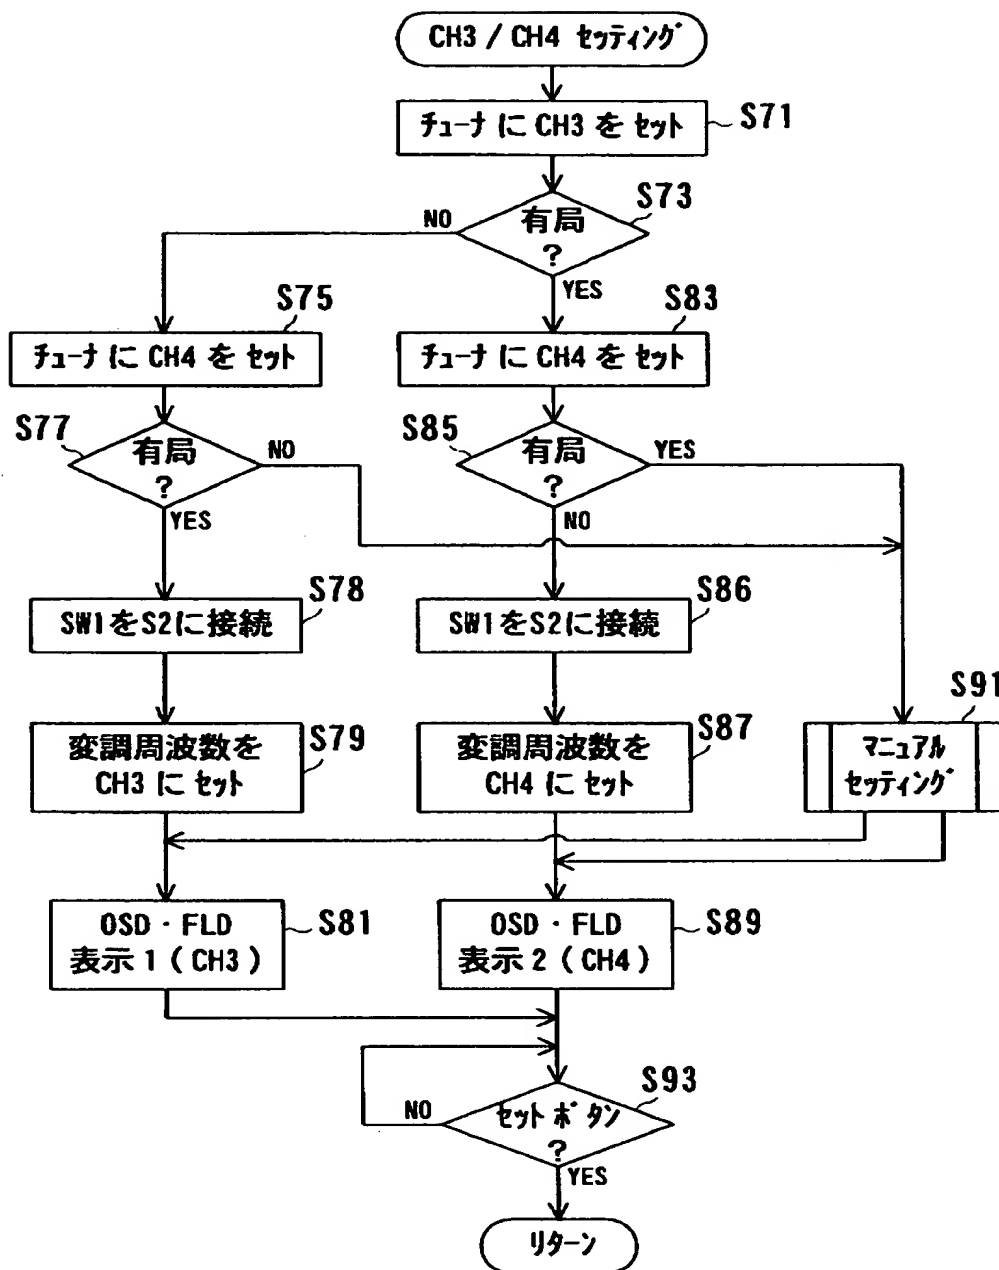 CH3 / CH4 セッティング
チューナ に CH3 を セット
S71
有局
?
S73
NO
YES
S75
チューナ に CH4 を セット
S83
チューナ に CH4 を セット
S77
有局
?
NO
YES
S85
有局
?
YES
NO
S78
SW1をS2に接続
S86
SW1をS2に接続
S79
変調周波数を
CH3 に セット
S87
変調周波数を
CH4 に セット
S91
マニュアル
セッティング
OSD・FLD
表示 1 ( CH3 )
S81
OSD・FLD
表示 2 ( CH4 )
S89
S93
セット ボタン
?
NO
YES
リターン